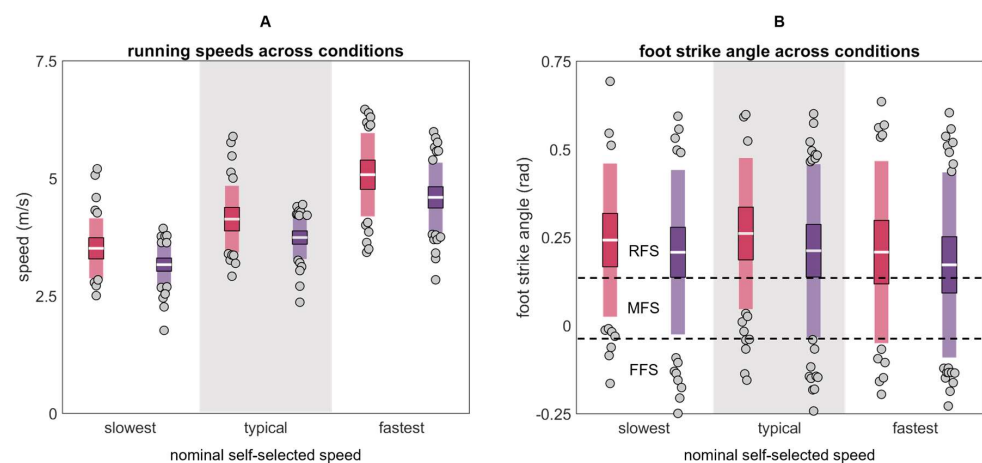 A
running speeds across conditions
speed (m/s)
7.5
5
2.5
0
slowest
typical
fastest
nominal self-selected speed
B
foot strike angle across conditions
foot strike angle (rad)
0.75
0.5
0.25
0
-0.25
RFS
MFS
FFS
slowest
typical
fastest
nominal self-selected speed